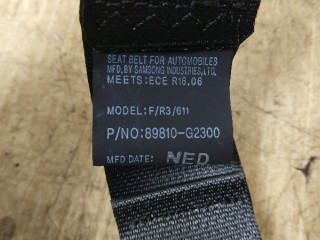 SEAT BELT FOR AUTOMOBILES
MFD,BY SAMSONG INDUSTRIES,LTD.
MEETS:ECE R16.06
MODEL:F/R3/611
P/NO:89810-G2300
MFD DATE: NED